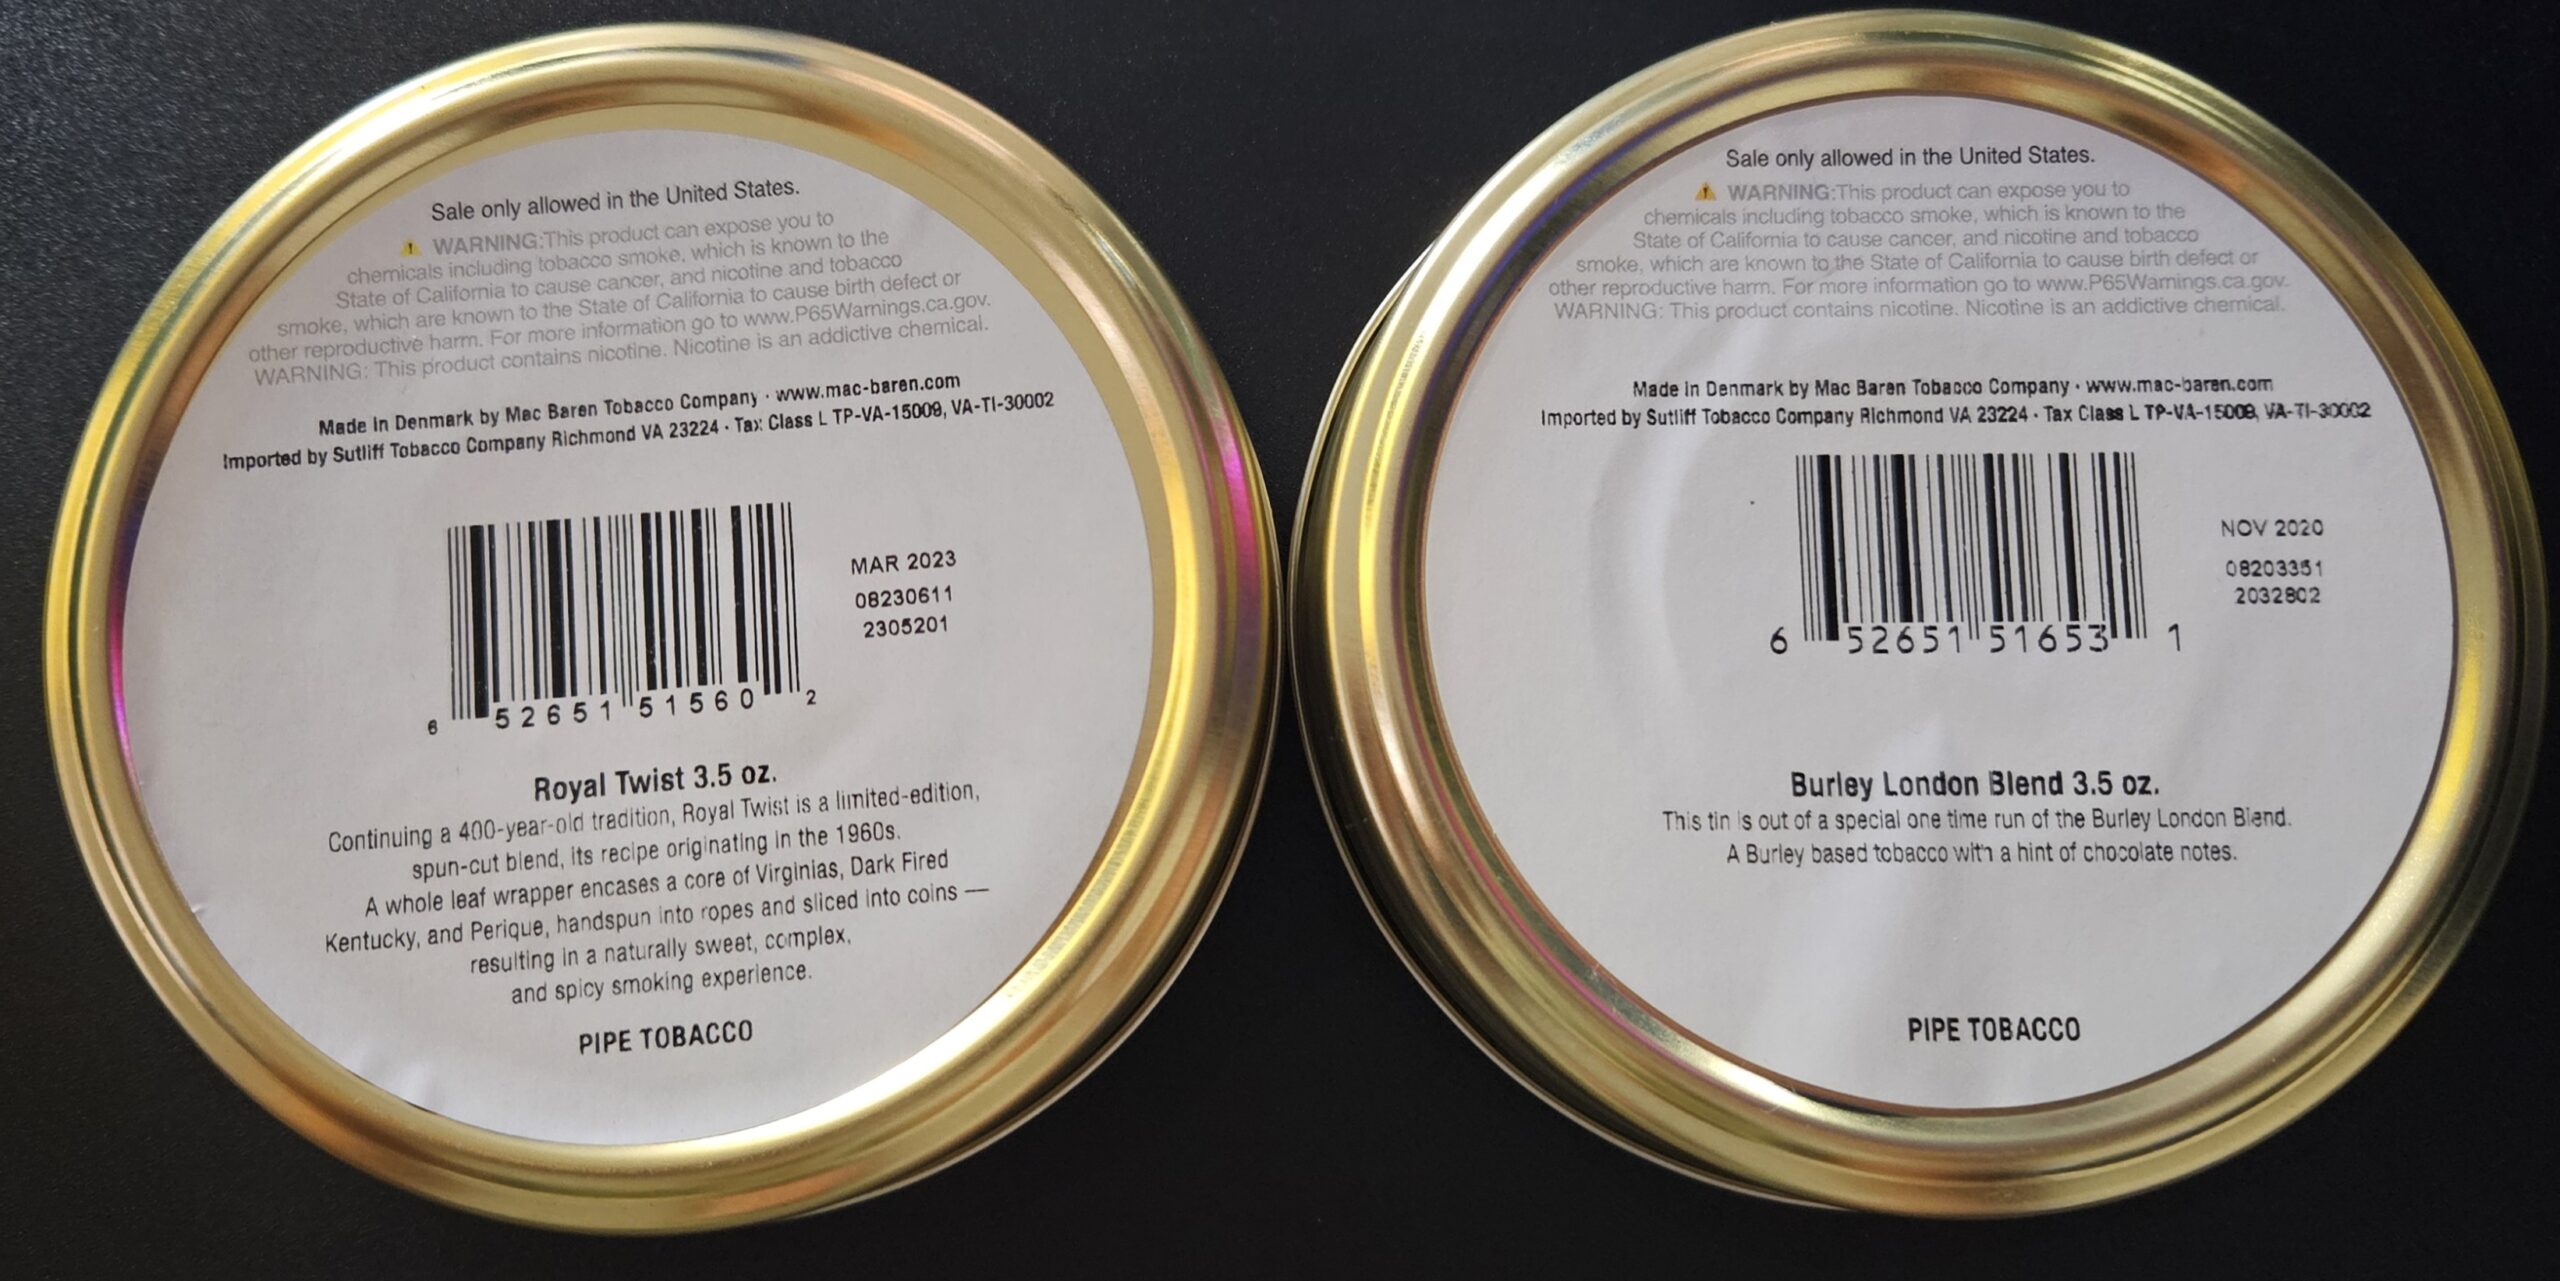 Sale only allowed in the United States.
⚠ WARNING:This product can expose you to
chemicals including tobacco smoke, which is known to the
State of California to cause cancer, and nicotine and tobacco
smoke, which are known to the State of California to cause birth defect or
other reproductive harm. For more information go to www.P65Warnings.ca.gov.
WARNING: This product contains nicotine. Nicotine is an addictive chemical.
Made in Denmark by Mac Baren Tobacco Company · www.mac-baren.com
Imported by Sutliff Tobacco Company Richmond VA 23224 · Tax Class L TP-VA-15009, VA-TI-30002
MAR 2023
08230611
2305201
6 52651 51560 2
Royal Twist 3.5 oz.
Continuing a 400-year-old tradition, Royal Twist is a limited-edition,
spun-cut blend, its recipe originating in the 1960s.
A whole leaf wrapper encases a core of Virginias, Dark Fired
Kentucky, and Perique, handspun into ropes and sliced into coins —
resulting in a naturally sweet, complex,
and spicy smoking experience.
PIPE TOBACCO
Sale only allowed in the United States.
⚠ WARNING:This product can expose you to
chemicals including tobacco smoke, which is known to the
State of California to cause cancer, and nicotine and tobacco
smoke, which are known to the State of California to cause birth defect or
other reproductive harm. For more information go to www.P65Warnings.ca.gov.
WARNING: This product contains nicotine. Nicotine is an addictive chemical.
Made in Denmark by Mac Baren Tobacco Company · www.mac-baren.com
Imported by Sutliff Tobacco Company Richmond VA 23224 · Tax Class L TP-VA-15009, VA-TI-30002
NOV 2020
08203351
2032802
6 52651 51653 1
Burley London Blend 3.5 oz.
This tin is out of a special one time run of the Burley London Blend.
A Burley based tobacco with a hint of chocolate notes.
PIPE TOBACCO